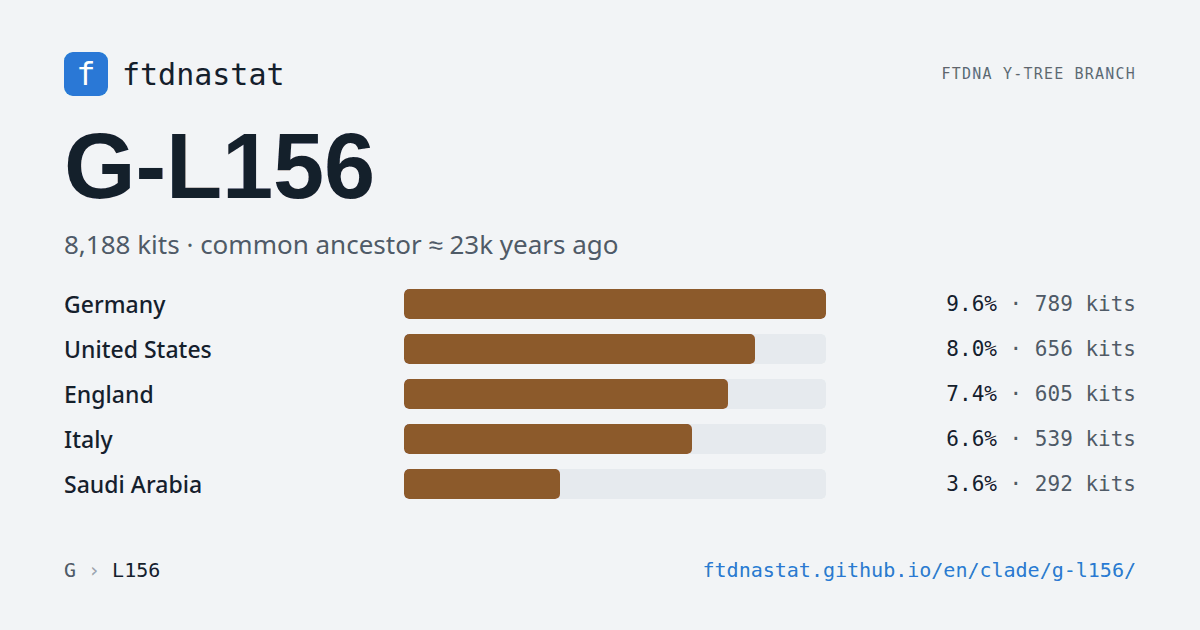 f ftdnastat
FTDNA Y-TREE BRANCH
G-L156
8,188 kits · common ancestor ≈ 23k years ago
Germany 9.6% · 789 kits
United States 8.0% · 656 kits
England 7.4% · 605 kits
Italy 6.6% · 539 kits
Saudi Arabia 3.6% · 292 kits
G › L156
ftdnastat.github.io/en/clade/g-l156/